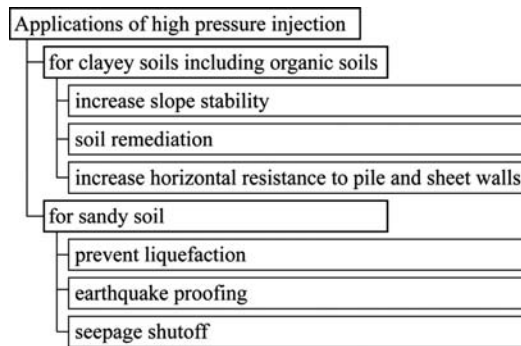 Applications of high pressure injection
for clayey soils including organic soils
increase slope stability
soil remediation
increase horizontal resistance to pile and sheet walls
for sandy soil
prevent liquefaction
earthquake proofing
seepage shutoff